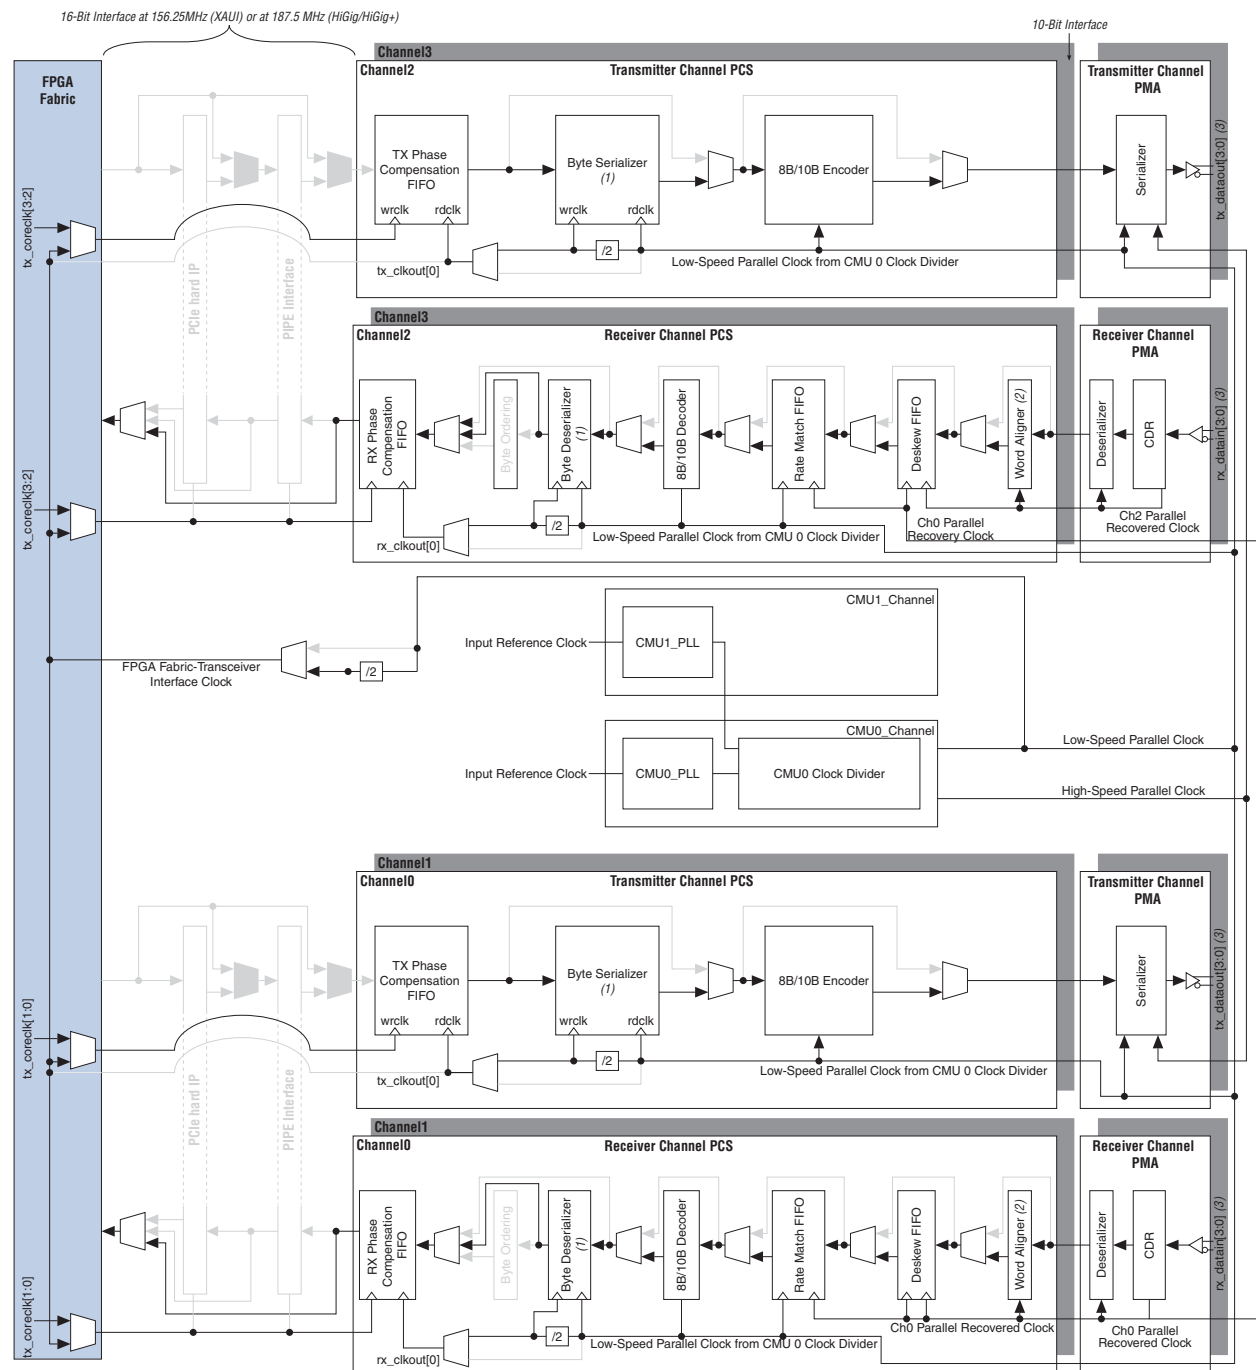 16-Bit Interface at 156.25MHz (XAUI) or at 187.5 MHz (HiGig/HiGig+)
10-Bit Interface
FPGA
Fabric
Channel3
Channel2
Transmitter Channel PCS
Transmitter Channel
PMA
TX Phase
Compensation
FIFO
wrclk
rdclk
Byte Serializer
(1)
wrclk
rdclk
8B/10B Encoder
Serializer
tx_dataout[3:0] (3)
tx_coreclk[3:2]
PCIe hard IP
PIPE Interface
/2
tx_clkout[0]
Low-Speed Parallel Clock from CMU 0 Clock Divider
Channel3
Channel2
Receiver Channel PCS
Receiver Channel
PMA
RX Phase
Compensation
FIFO
Byte Ordering
Byte Deserializer
(1)
8B/10B Decoder
Rate Match FIFO
Deskew FIFO
Word Aligner (2)
Deserializer
CDR
rx_datain[3:0] (3)
tx_coreclk[3:2]
/2
rx_clkout[0]
Low-Speed Parallel Clock from CMU 0 Clock Divider
Ch0 Parallel
Recovery Clock
Ch2 Parallel
Recovered Clock
CMU1_Channel
Input Reference Clock
CMU1_PLL
/2
FPGA Fabric-Transceiver
Interface Clock
CMU0_Channel
Input Reference Clock
CMU0_PLL
CMU0 Clock Divider
Low-Speed Parallel Clock
High-Speed Parallel Clock
Channel1
Channel0
Transmitter Channel PCS
Transmitter Channel
PMA
TX Phase
Compensation
FIFO
wrclk
rdclk
Byte Serializer
(1)
wrclk
rdclk
8B/10B Encoder
Serializer
tx_dataout[3:0] (3)
tx_coreclk[1:0]
PCIe hard IP
PIPE Interface
/2
tx_clkout[0]
Low-Speed Parallel Clock from CMU 0 Clock Divider
Channel1
Channel0
Receiver Channel PCS
Receiver Channel
PMA
RX Phase
Compensation
FIFO
Byte Ordering
Byte Deserializer
(1)
8B/10B Decoder
Rate Match FIFO
Deskew FIFO
Word Aligner (2)
Deserializer
CDR
rx_datain[3:0] (3)
tx_coreclk[1:0]
/2
rx_clkout[0]
Low-Speed Parallel Clock from CMU 0 Clock Divider
Ch0 Parallel Recovered Clock
Ch0 Parallel
Recovered Clock